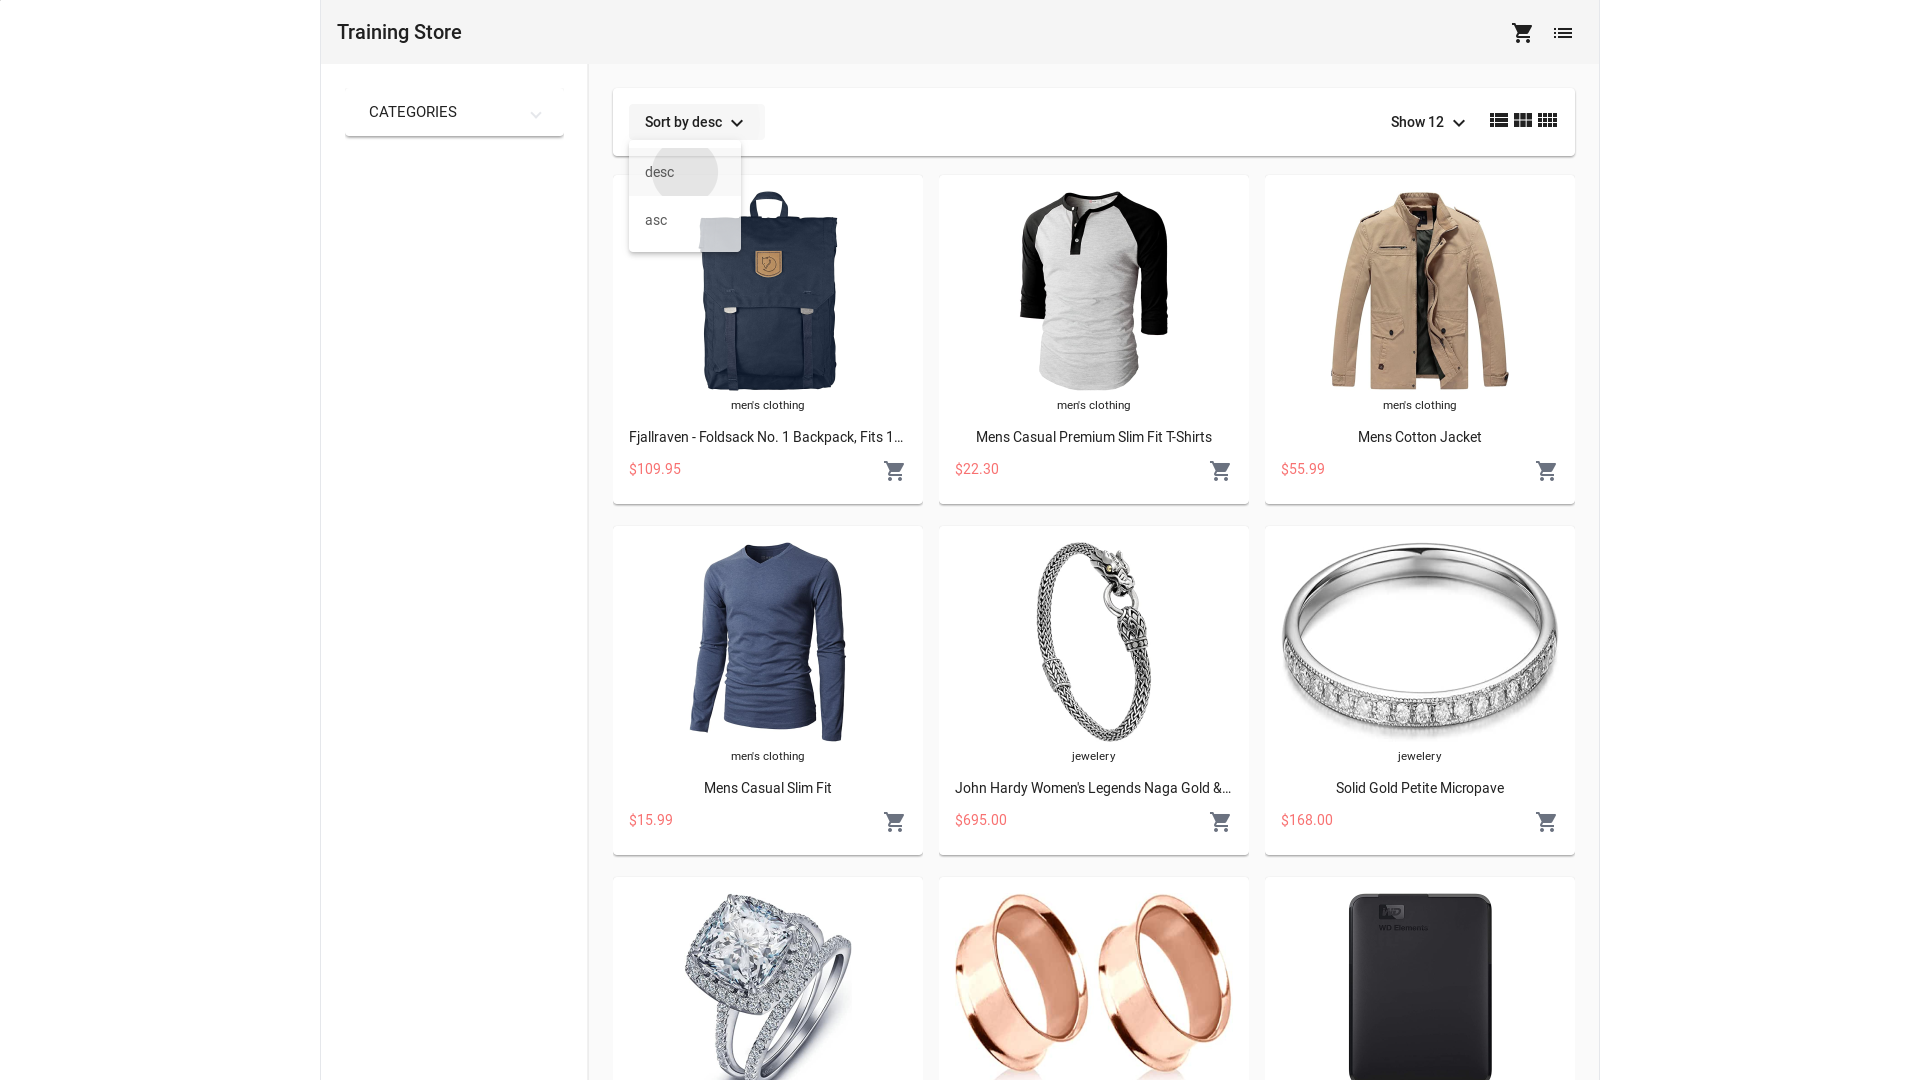 Training Store
CATEGORIES
Sort by desc
Show 12
desc
asc
men's clothing
men's clothing
men's clothing
Fjallraven - Foldsack No. 1 Backpack, Fits 1...
Mens Casual Premium Slim Fit T-Shirts
Mens Cotton Jacket
$109.95
$22.30
$55.99
men's clothing
jewelery
jewelery
Mens Casual Slim Fit
John Hardy Women's Legends Naga Gold &...
Solid Gold Petite Micropave
$15.99
$695.00
$168.00
WD
WD Elements